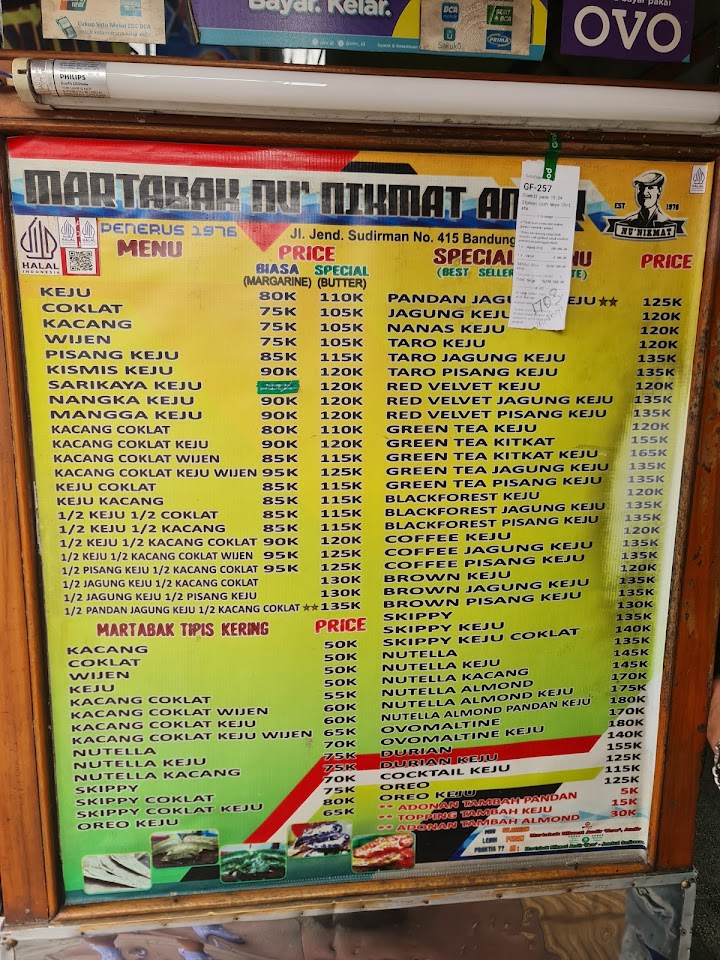 Bayar. Kelar.
OVO
PHILIPS
MARTABAK NU' NIKMAT
GF-257
EST 1976
NU'NIKMAT
HALAL
INDONESIA
PENERUS 1976
Jl. Jend. Sudirman No. 415 Bandung
MENU
PRICE
BIASA SPECIAL
(MARGARINE) (BUTTER)
KEJU 80K 110K
COKLAT 75K 105K
KACANG 75K 105K
WIJEN 75K 105K
PISANG KEJU 85K 115K
KISMIS KEJU 90K 120K
SARIKAYA KEJU 120K
NANGKA KEJU 90K 120K
MANGGA KEJU 90K 120K
KACANG COKLAT 80K 110K
KACANG COKLAT KEJU 90K 120K
KACANG COKLAT WIJEN 85K 115K
KACANG COKLAT KEJU WIJEN 95K 125K
KEJU COKLAT 85K 115K
KEJU KACANG 85K 115K
1/2 KEJU 1/2 COKLAT 85K 115K
1/2 KEJU 1/2 KACANG 85K 115K
1/2 KEJU 1/2 KACANG COKLAT 90K 120K
1/2 KEJU 1/2 KACANG COKLAT WIJEN 95K 125K
1/2 PISANG KEJU 1/2 KACANG COKLAT 95K 125K
1/2 JAGUNG KEJU 1/2 KACANG COKLAT 130K
1/2 JAGUNG KEJU 1/2 PISANG KEJU 130K
1/2 PANDAN JAGUNG KEJU 1/2 KACANG COKLAT ★★ 135K
MARTABAK TIPIS KERING PRICE
KACANG 50K
COKLAT 50K
WIJEN 50K
KEJU 50K
KACANG COKLAT 55K
KACANG COKLAT WIJEN 60K
KACANG COKLAT KEJU 60K
KACANG COKLAT KEJU WIJEN 65K
NUTELLA 70K
NUTELLA KEJU 75K
NUTELLA KACANG 75K
SKIPPY 70K
SKIPPY COKLAT 75K
SKIPPY COKLAT KEJU 80K
OREO KEJU 65K
PRICE
(BEST SELLER
PANDAN JAGUNG KEJU ★★ 125K
JAGUNG KEJU 120K
NANAS KEJU 120K
TARO KEJU 120K
TARO JAGUNG KEJU 135K
TARO PISANG KEJU 135K
RED VELVET KEJU 120K
RED VELVET JAGUNG KEJU 135K
RED VELVET PISANG KEJU 135K
GREEN TEA KEJU 120K
GREEN TEA KITKAT 155K
GREEN TEA KITKAT KEJU 165K
GREEN TEA JAGUNG KEJU 135K
GREEN TEA PISANG KEJU 135K
BLACKFOREST KEJU 120K
BLACKFOREST JAGUNG KEJU 135K
BLACKFOREST PISANG KEJU 135K
COFFEE KEJU 120K
COFFEE JAGUNG KEJU 135K
COFFEE PISANG KEJU 135K
BROWN KEJU 120K
BROWN JAGUNG KEJU 135K
BROWN PISANG KEJU 135K
SKIPPY 130K
SKIPPY KEJU 135K
SKIPPY KEJU COKLAT 140K
NUTELLA 135K
NUTELLA KEJU 145K
NUTELLA KACANG 145K
NUTELLA ALMOND 170K
NUTELLA ALMOND KEJU 175K
NUTELLA ALMOND PANDAN KEJU 180K
OVOMALTINE 170K
OVOMALTINE KEJU 180K
DURIAN 140K
DURIAN KEJU 155K
COCKTAIL KEJU 125K
OREO 115K
OREO KEJU 125K
** ADONAN TAMBAH PANDAN 5K
** TOPPING TAMBAH KEJU 15K
** ADONAN TAMBAH ALMOND 30K